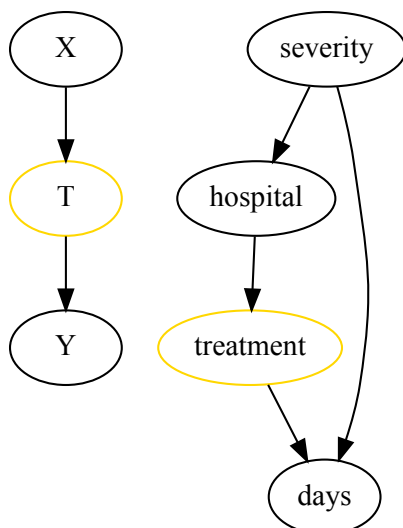 X
severity
T
hospital
Y
treatment
days